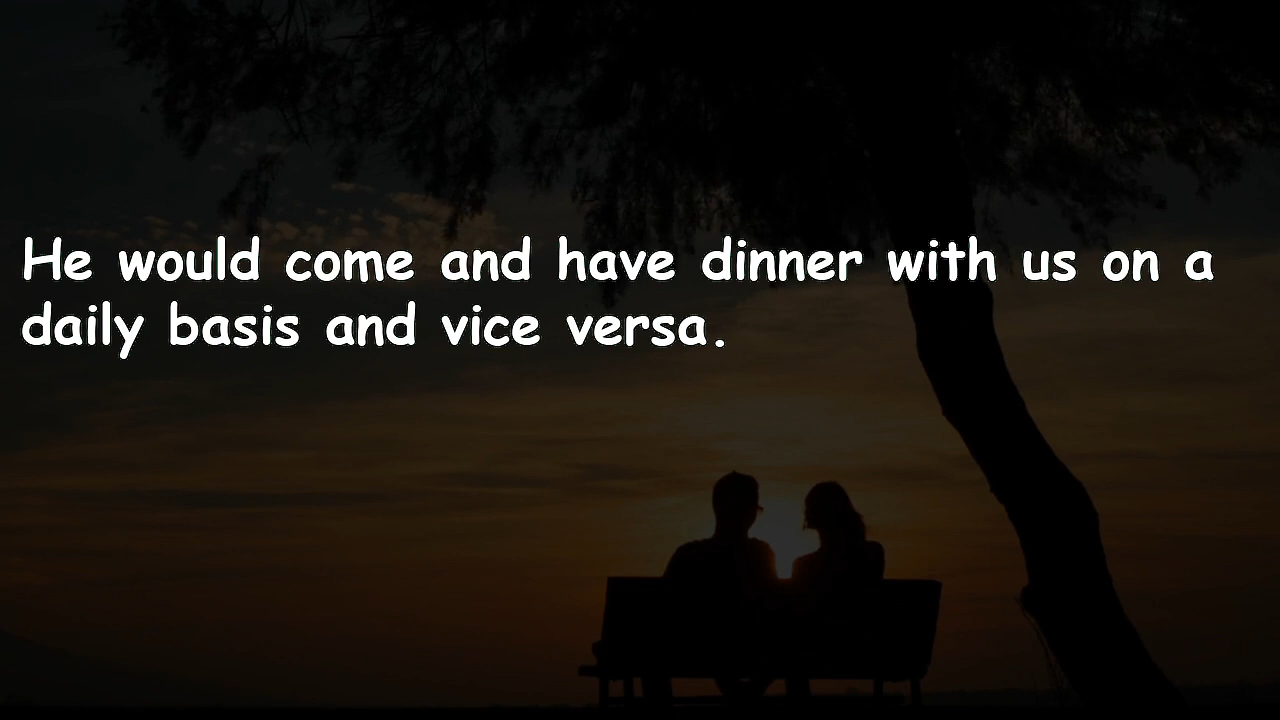 He would come and have dinner with us on a
daily basis and vice versa.